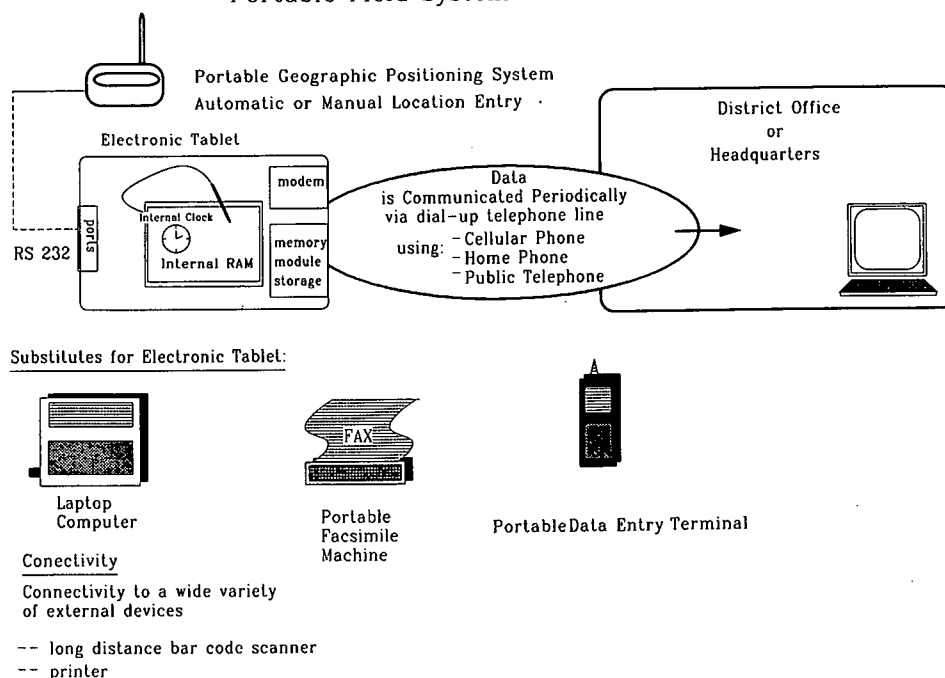 Portable Field System
Portable Geographic Positioning System
Automatic or Manual Location Entry
Electronic Tablet
modem
Internal Clock
Internal RAM
memory
module
storage
ports
RS 232
Data
is Communicated Periodically
via dial-up telephone line
using:
- Cellular Phone
- Home Phone
- Public Telephone
District Office
or
Headquarters
Substitutes for Electronic Tablet:
Laptop
Computer
FAX
Portable
Facsimile
Machine
PortableData Entry Terminal
Conectivity
Connectivity to a wide variety
of external devices
-- long distance bar code scanner
-- printer